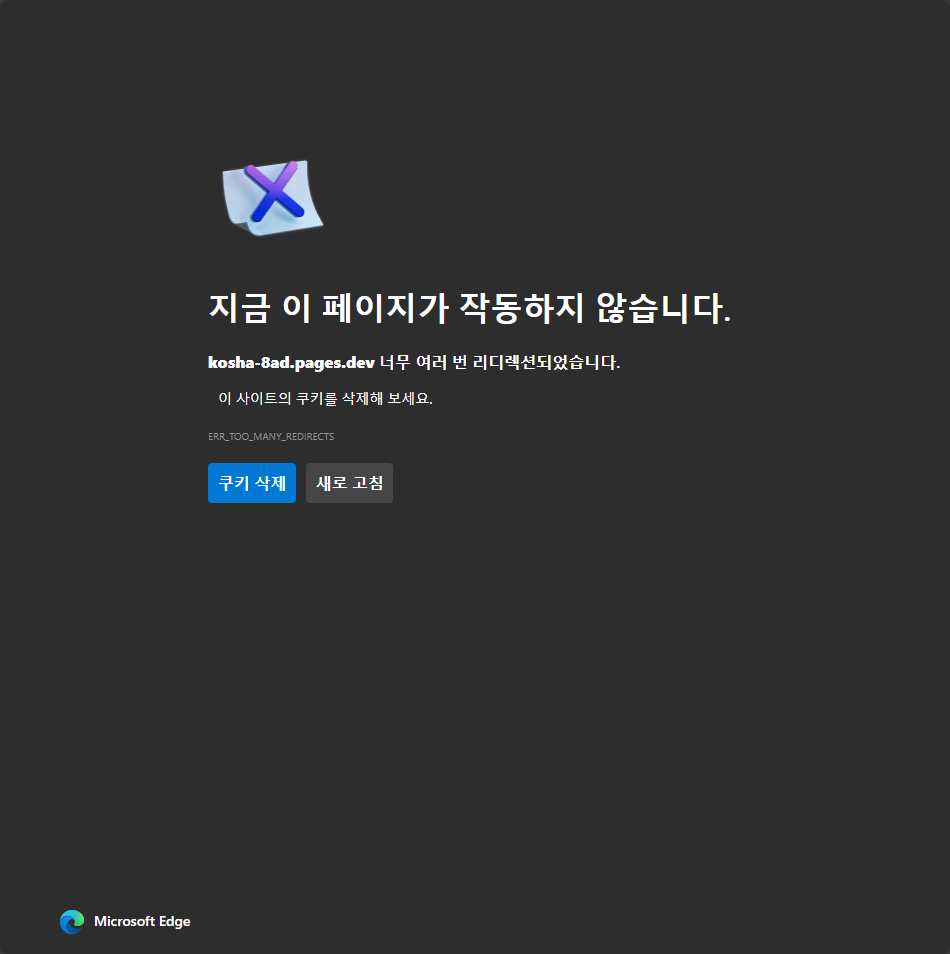 지금 이 페이지가 작동하지 않습니다.
kosha-8ad.pages.dev 너무 여러 번 리디렉션되었습니다.
이 사이트의 쿠키를 삭제해 보세요.
ERR_TOO_MANY_REDIRECTS
쿠키 삭제 새로 고침
Microsoft Edge